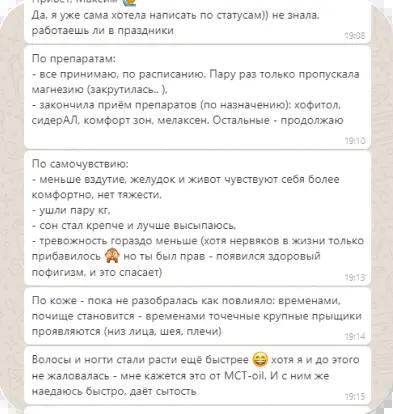 Привет, Максим 🙋
Да, я уже сама хотела написать по статусам)) не знала,
работаешь ли в праздники
19:08
По препаратам:
- все принимаю, по расписанию. Пару раз только пропускала
магнезию (закрутилась.. ),
- закончила приём препаратов (по назначению): хофитол,
сидерАЛ, комфорт зон, мелаксен. Остальные - продолжаю
19:10
По самочувствию:
- меньше вздутие, желудок и живот чувствуют себя более
комфортно, нет тяжести,
- ушли пару кг,
- сон стал крепче и лучше высыпаюсь,
- тревожность гораздо меньше (хотя нервяков в жизни только
прибавилось 🙈 но ты был прав - появился здоровый
пофигизм, и это спасает)
19:13
По коже - пока не разобралась как повлияло: временами,
почище становится - временами точечные крупные прыщики
проявляются (низ лица, шея, плечи)
19:14
Волосы и ногти стали расти ещё быстрее 😂 хотя я и до этого
не жаловалась - мне кажется это от MCT-oil. И с ним же
наедаюсь быстро, даёт сытость
19:15